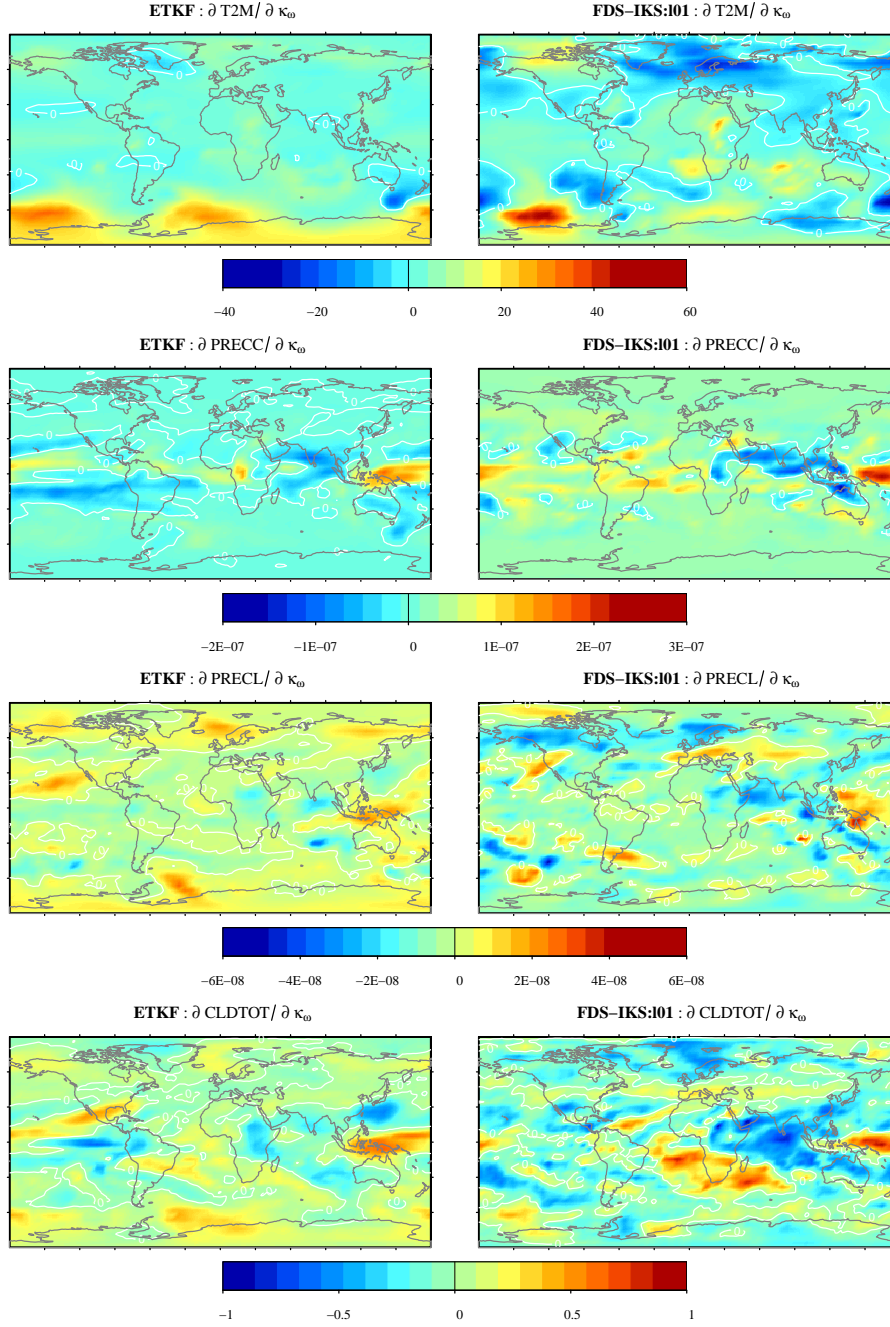 ETKF : ∂ T2M/ ∂ κω
FDS−IKS:l01 : ∂ T2M/ ∂ κω
−40 −20 0 20 40 60
ETKF : ∂ PRECC/ ∂ κω
FDS−IKS:l01 : ∂ PRECC/ ∂ κω
−2E−07 −1E−07 0 1E−07 2E−07 3E−07
ETKF : ∂ PRECL/ ∂ κω
FDS−IKS:l01 : ∂ PRECL/ ∂ κω
−6E−08 −4E−08 −2E−08 0 2E−08 4E−08 6E−08
ETKF : ∂ CLDTOT/ ∂ κω
FDS−IKS:l01 : ∂ CLDTOT/ ∂ κω
−1 −0.5 0 0.5 1